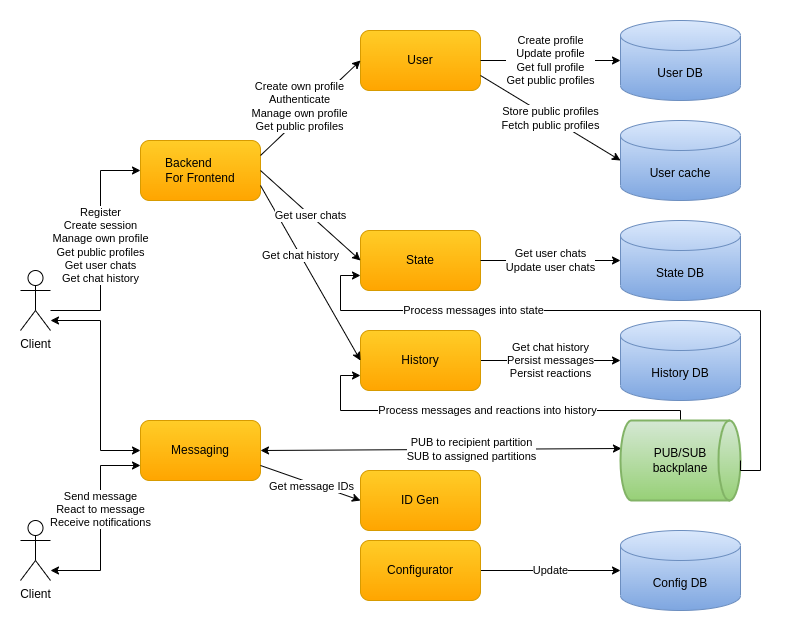 User
Create profile
Update profile
Get full profile
Get public profiles
User DB
Create own profile
Authenticate
Manage own profile
Get public profiles
Store public profiles
Fetch public profiles
User cache
Backend
For Frontend
Register
Create session
Manage own profile
Get public profiles
Get user chats
Get chat history
Get user chats
Get chat history
State
Get user chats
Update user chats
State DB
Process messages into state
Client
History
Get chat history
Persist messages
Persist reactions
History DB
Process messages and reactions into history
Messaging
PUB to recipient partition
SUB to assigned partitions
PUB/SUB
backplane
Get message IDs
ID Gen
Send message
React to message
Receive notifications
Client
Configurator
Update
Config DB